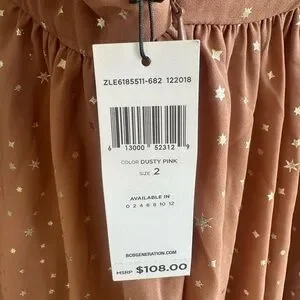 ZLE6185511-682 122018
6 13000 52312 9
COLOR DUSTY PINK
SIZE 2
AVAILABLE IN
0 2 4 6 8 10 12
BCBGENERATION.COM
MSRP $108.00